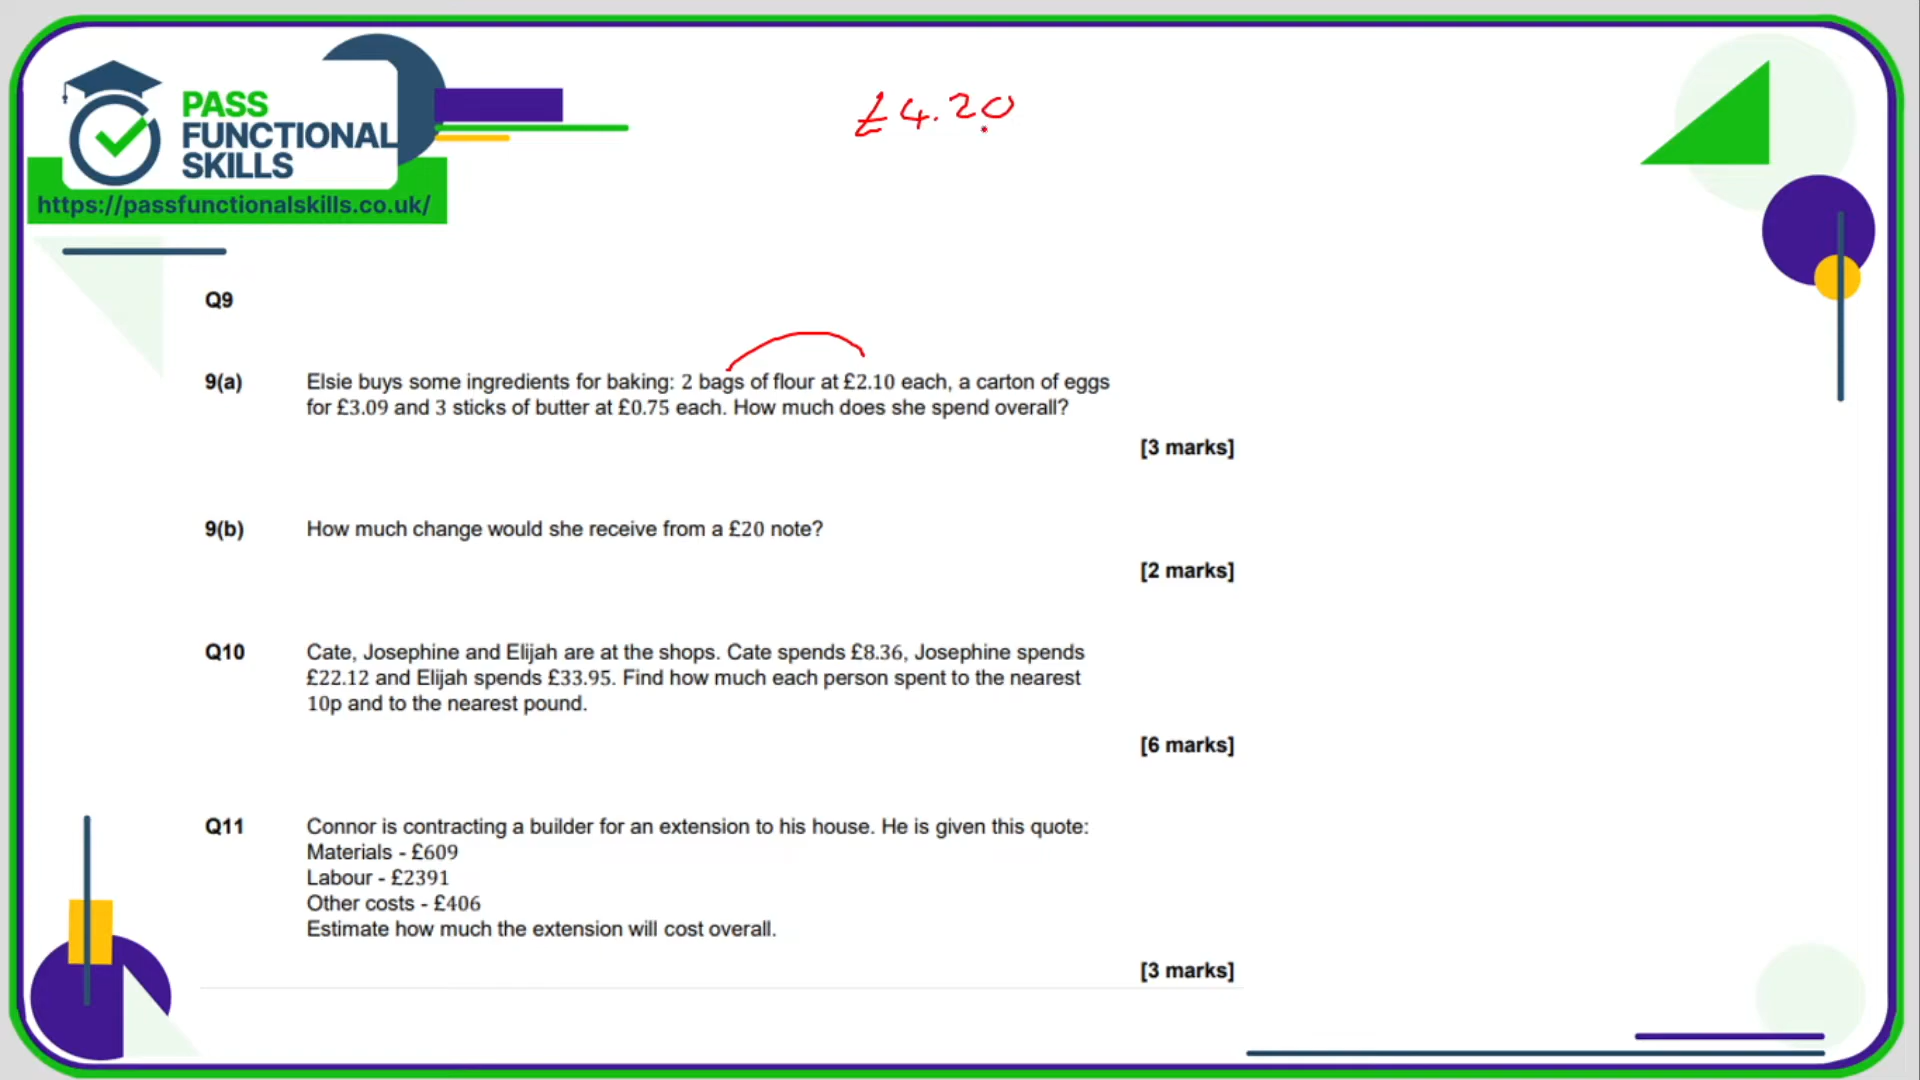 PASS
FUNCTIONAL
SKILLS
https://passfunctionalskills.co.uk/
£4.20
Q9
9(a) Elsie buys some ingredients for baking: 2 bags of flour at £2.10 each, a carton of eggs
for £3.09 and 3 sticks of butter at £0.75 each. How much does she spend overall?
[3 marks]
9(b) How much change would she receive from a £20 note?
[2 marks]
Q10 Cate, Josephine and Elijah are at the shops. Cate spends £8.36, Josephine spends
£22.12 and Elijah spends £33.95. Find how much each person spent to the nearest
10p and to the nearest pound.
[6 marks]
Q11 Connor is contracting a builder for an extension to his house. He is given this quote:
Materials - £609
Labour - £2391
Other costs - £406
Estimate how much the extension will cost overall.
[3 marks]